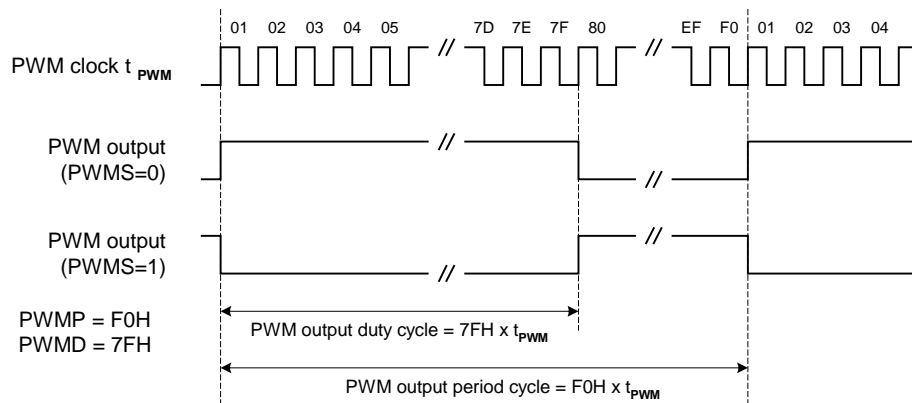 01 02 03 04 05 7D 7E 7F 80 EF F0 01 02 03 04
PWM clock t PWM
PWM output
(PWMS=0)
PWM output
(PWMS=1)
PWMP = F0H
PWMD = 7FH
PWM output duty cycle = 7FH x tPWM
PWM output period cycle = F0H x tPWM